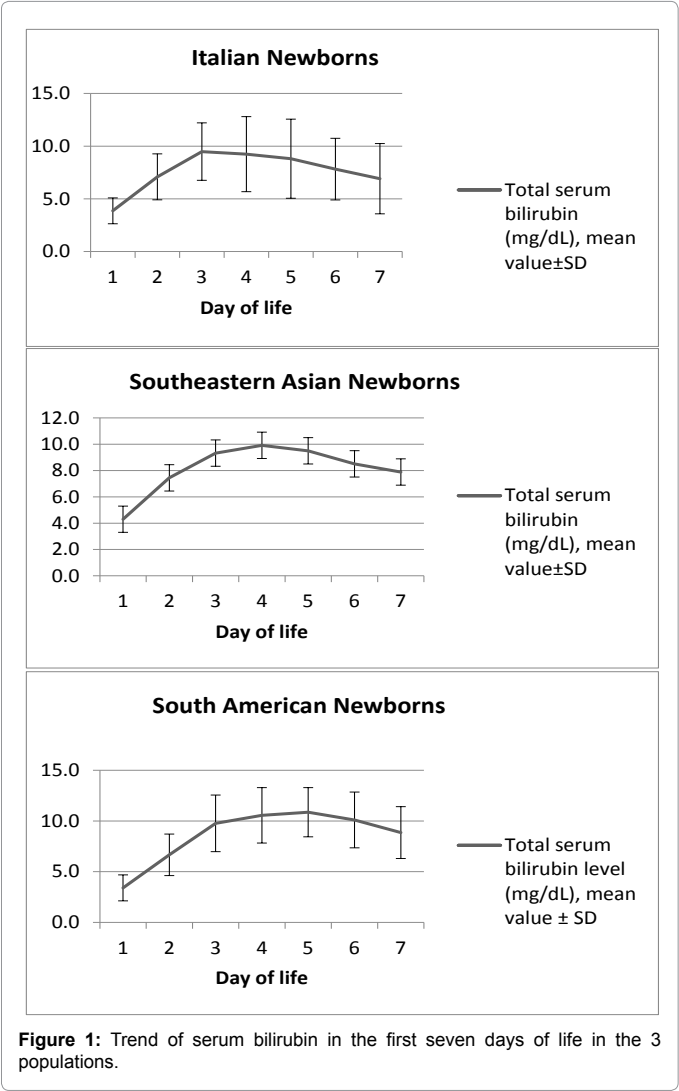 Italian Newborns
15.0
10.0
5.0
0.0
1 2 3 4 5 6 7
Day of life
Total serum
bilirubin
(mg/dL), mean
value±SD
Southeastern Asian Newborns
12.0
10.0
8.0
6.0
4.0
2.0
0.0
1 2 3 4 5 6 7
Day of life
Total serum
bilirubin
(mg/dL), mean
value±SD
South American Newborns
15.0
10.0
5.0
0.0
1 2 3 4 5 6 7
Day of life
Total serum
bilirubin level
(mg/dL), mean
value ± SD
Figure 1: Trend of serum bilirubin in the first seven days of life in the 3
populations.